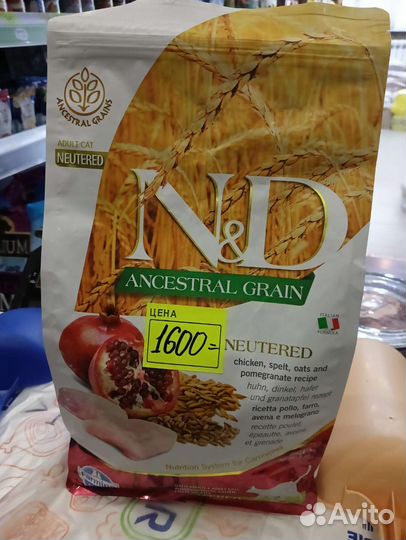 ANCESTRAL GRAINS
ADULT CAT
NEUTERED
N&D
ANCESTRAL GRAIN
ЦЕНА
1600=
ITALIAN
FORMULA
NEUTERED
chicken, spelt, oats and
pomegranate recipe
huhn, dinkel, hafer
und granatapfel rezept
ricetta pollo, farro,
avena e melograno
recette poulet,
épeautre, avoine
et grenade
Nutrition System for Carnivores
Avito